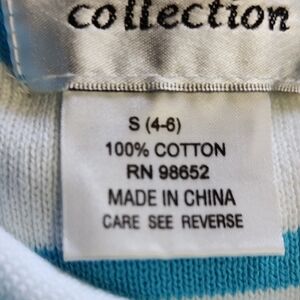 collection
S (4-6)
100% COTTON
RN 98652
MADE IN CHINA
CARE SEE REVERSE